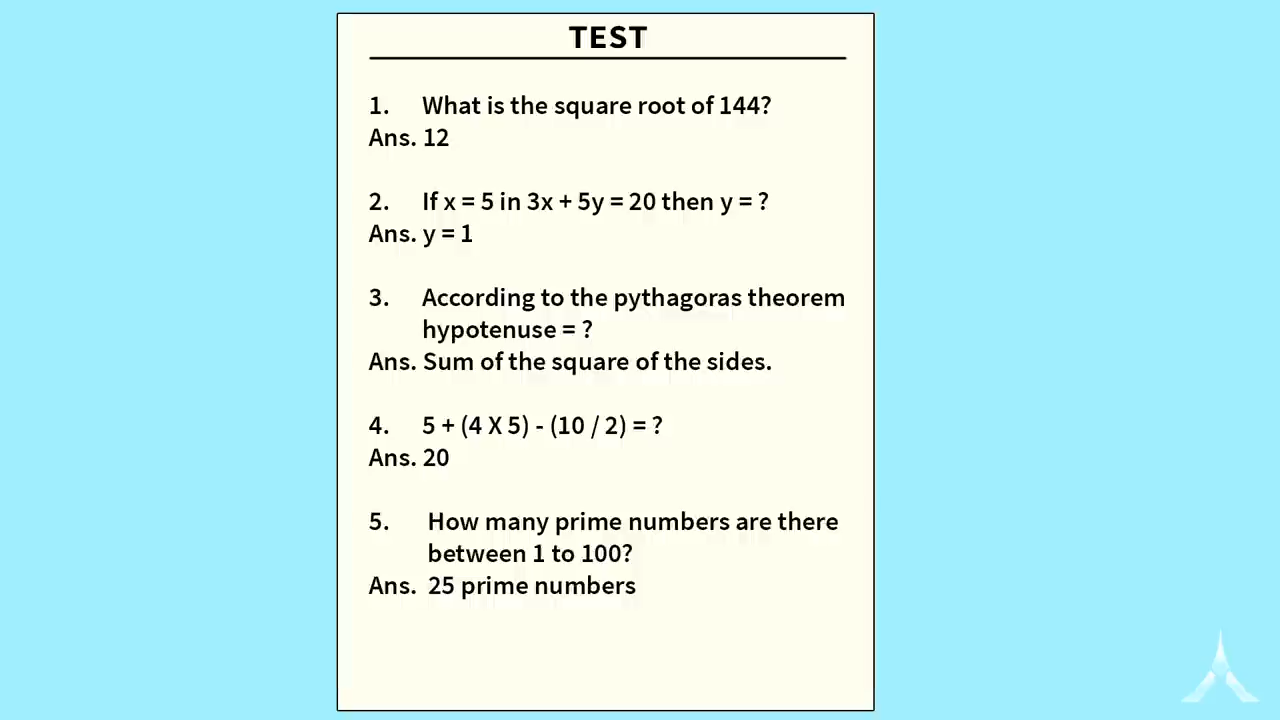 TEST
1. What is the square root of 144?
Ans. 12
2. If x = 5 in 3x + 5y = 20 then y = ?
Ans. y = 1
3. According to the pythagoras theorem
hypotenuse = ?
Ans. Sum of the square of the sides.
4. 5 + (4 X 5) - (10 / 2) = ?
Ans. 20
5. How many prime numbers are there
between 1 to 100?
Ans. 25 prime numbers